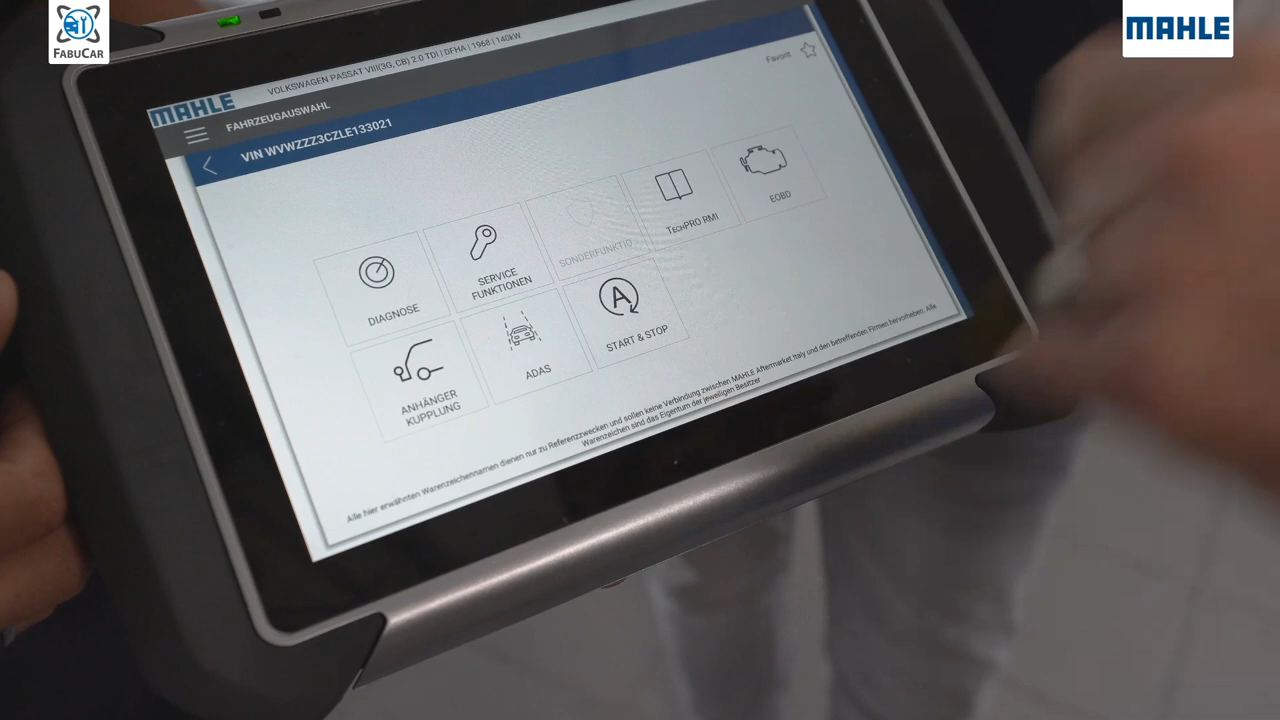 FABUCAR
MAHLE
VOLKSWAGEN PASSAT VIII(3G, CB) 2.0 TDI | DFHA | 1968 | 140kW
MAHLE
FAHRZEUGAUSWAHL
VIN WVWZZZ3CZLE133021
Favorit
DIAGNOSE
SERVICE
FUNKTIONEN
SONDERFUNKTIO
TECHPRO RMI
EOBD
ANHÄNGER
KUPPLUNG
ADAS
START & STOP
Alle hier erwähnten Warenzeichennamen dienen nur zu Referenzzwecken und sollen keine Verbindung zwischen MAHLE Aftermarket Italy und den betreffenden Firmen hervorheben. Alle
Warenzeichen sind das Eigentum der jeweiligen Besitzer